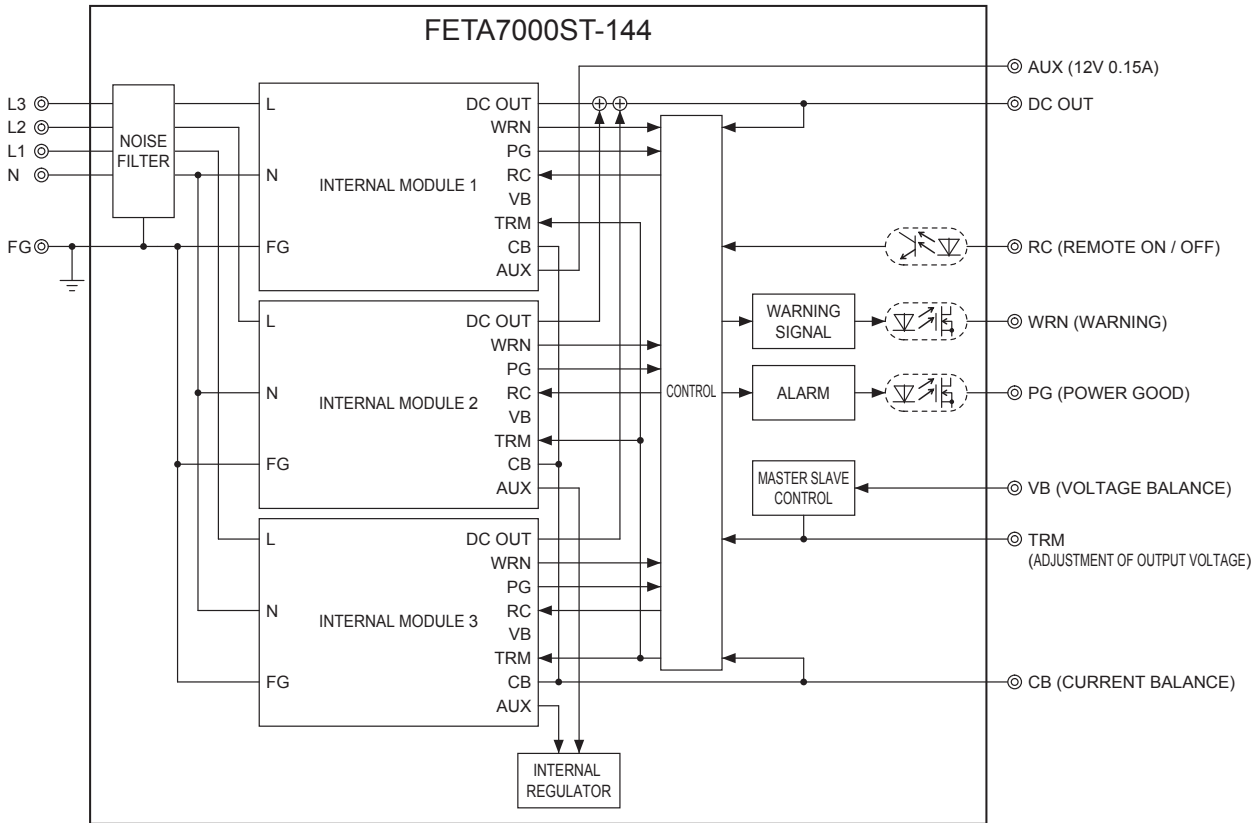 FETA7000ST-144
L3
L2
L1
N
FG
NOISE
FILTER
L
N
FG
INTERNAL MODULE 1
DC OUT
WRN
PG
RC
VB
TRM
CB
AUX
L
N
FG
INTERNAL MODULE 2
DC OUT
WRN
PG
RC
VB
TRM
CB
AUX
L
N
FG
INTERNAL MODULE 3
DC OUT
WRN
PG
RC
VB
TRM
CB
AUX
INTERNAL
REGULATOR
CONTROL
WARNING
SIGNAL
ALARM
MASTER SLAVE
CONTROL
AUX (12V 0.15A)
DC OUT
RC (REMOTE ON / OFF)
WRN (WARNING)
PG (POWER GOOD)
VB (VOLTAGE BALANCE)
TRM
(ADJUSTMENT OF OUTPUT VOLTAGE)
CB (CURRENT BALANCE)